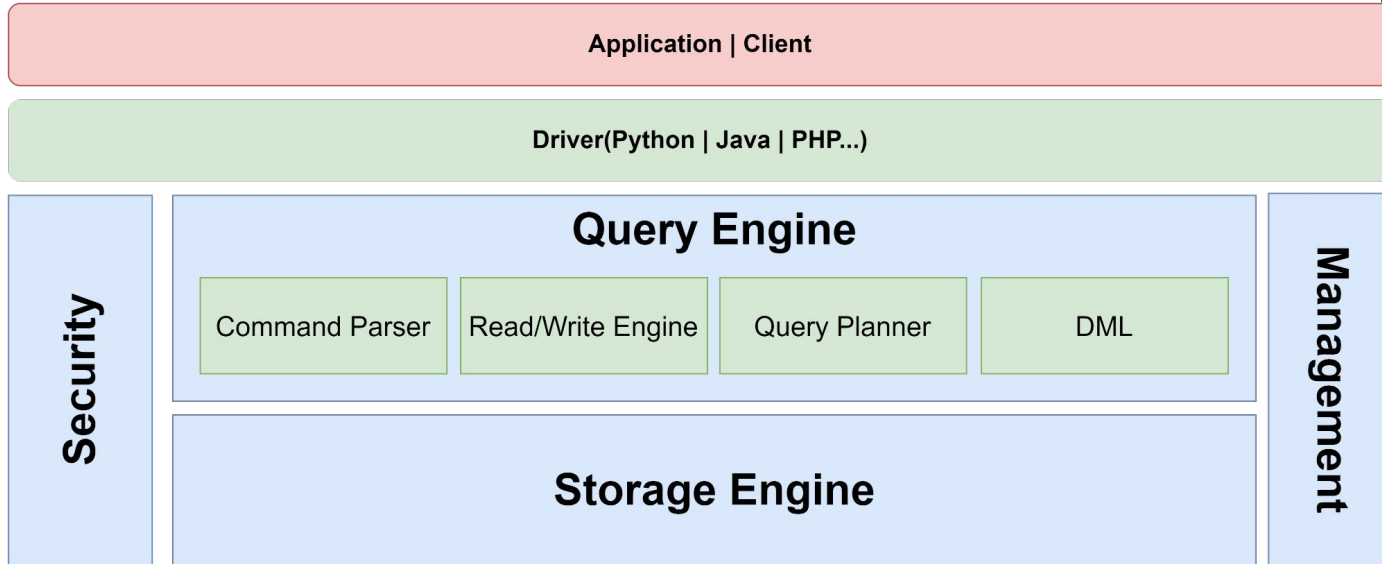 Application | Client
Driver(Python | Java | PHP...)
Security
Query Engine
Command Parser
Read/Write Engine
Query Planner
DML
Storage Engine
Management